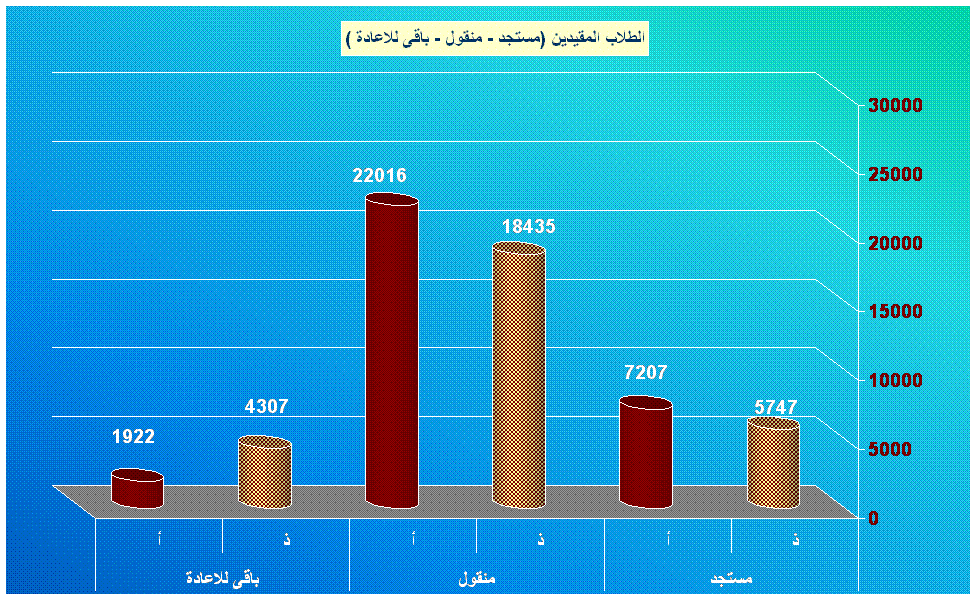 الطلاب المقيدين (مستجد - منقول - باقى للاعادة )
30000
25000
20000
15000
10000
5000
0
22016
18435
7207
5747
4307
1922
ذ
أ
ذ
أ
ذ
أ
مستجد
منقول
باقى للاعادة